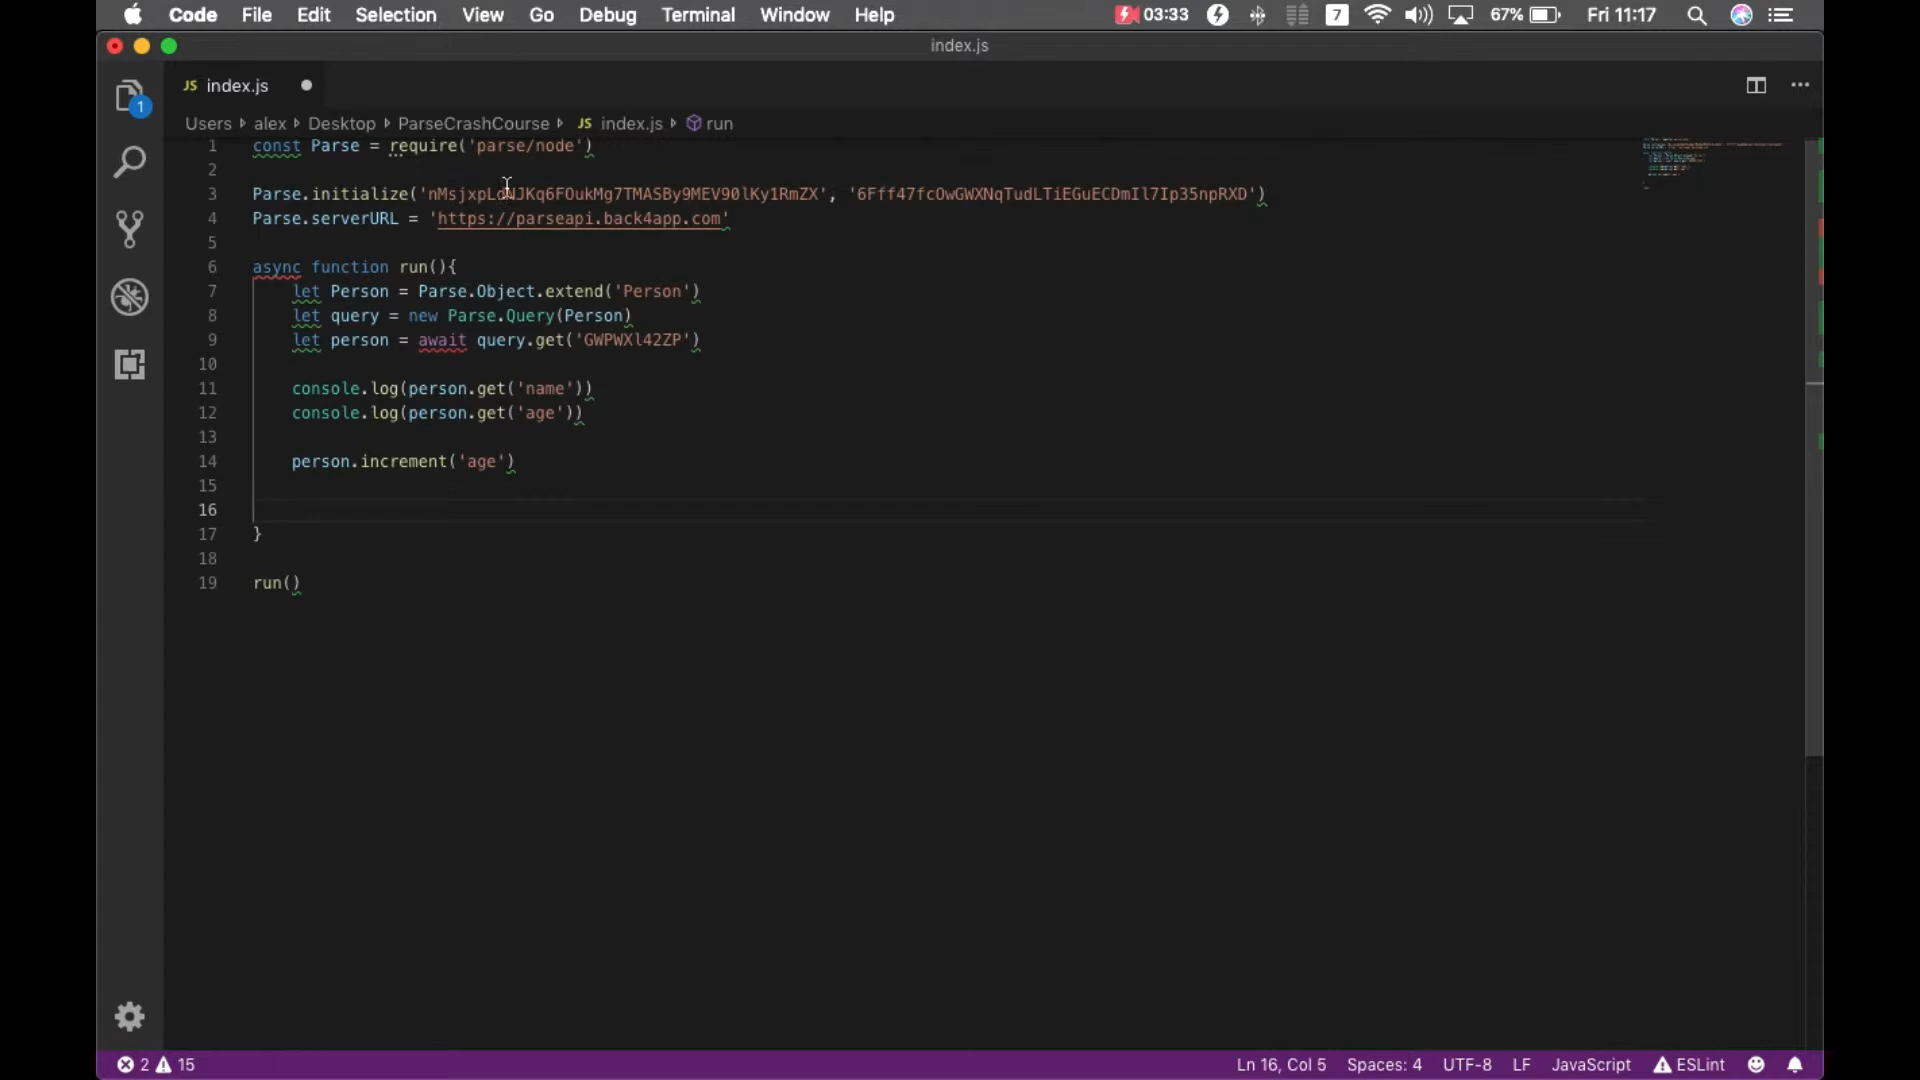 Code File Edit Selection View Go Debug Terminal Window Help 03:33 7 67% Fri 11:17
index.js
JS index.js
Users Desktop alex ParseCrashCourse JS index.js run
1 const Parse = require('parse/node')
2
3 Parse.initialize('nMsjxpLoNJKq6FOukMg7TMASBy9MEV90lKy1RmZX', '6Fff47fcOwGWXNqTudLTiEGuECDmIl7Ip35npRXD')
4 Parse.serverURL = 'https://parseapi.back4app.com'
5
6 async function run(){
7 let Person = Parse.Object.extend('Person')
8 let query = new Parse.Query(Person)
9 let person = await query.get('GWPWXl42ZP')
10
11 console.log(person.get('name'))
12 console.log(person.get('age'))
13
14 person.increment('age')
15
16
17 }
18
19 run()
1
2 15 Ln 16, Col 5 Spaces: 4 UTF-8 LF JavaScript ESLint